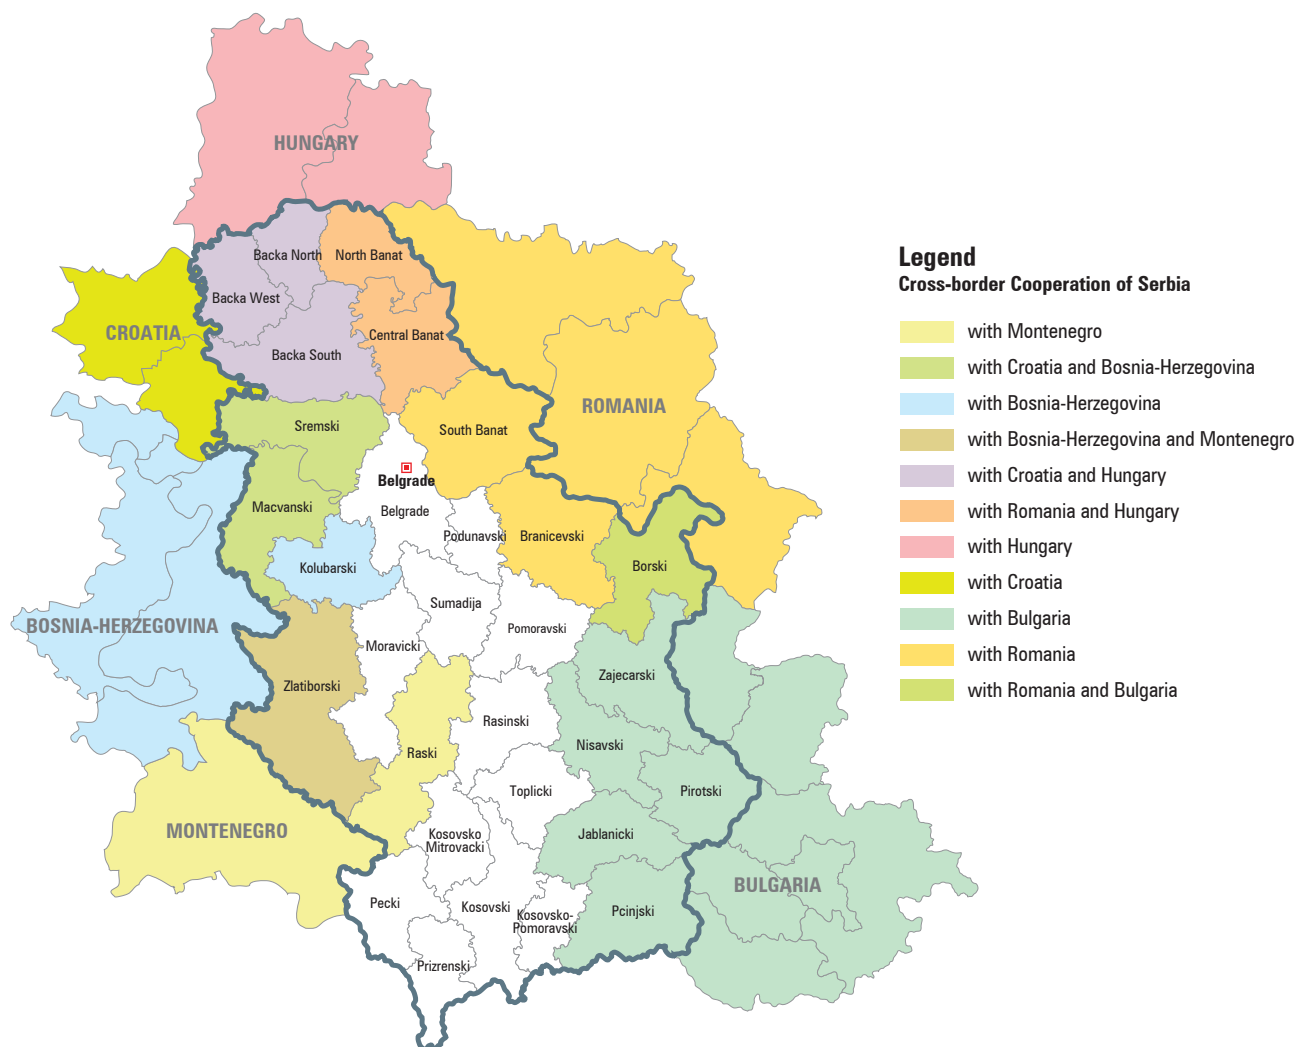 HUNGARY
Backa North
North Banat
Backa West
CROATIA
Central Banat
Backa South
ROMANIA
Sremski
South Banat
Belgrade
Macvanski
Belgrade
Podunavski
Branicevski
Kolubarski
Borski
Sumadija
BOSNIA-HERZEGOVINA
Pomoravski
Moravicki
Zajecarski
Zlatiborski
Rasinski
Nisavski
Raski
Toplicki
Pirotski
MONTENEGRO
Kosovsko
Mitrovacki
Jablanicki
BULGARIA
Pecki
Kosovski
Kosovsko-
Pomoravski
Pcinjski
Prizrenski
Legend
Cross-border Cooperation of Serbia
with Montenegro
with Croatia and Bosnia-Herzegovina
with Bosnia-Herzegovina
with Bosnia-Herzegovina and Montenegro
with Croatia and Hungary
with Romania and Hungary
with Hungary
with Croatia
with Bulgaria
with Romania
with Romania and Bulgaria